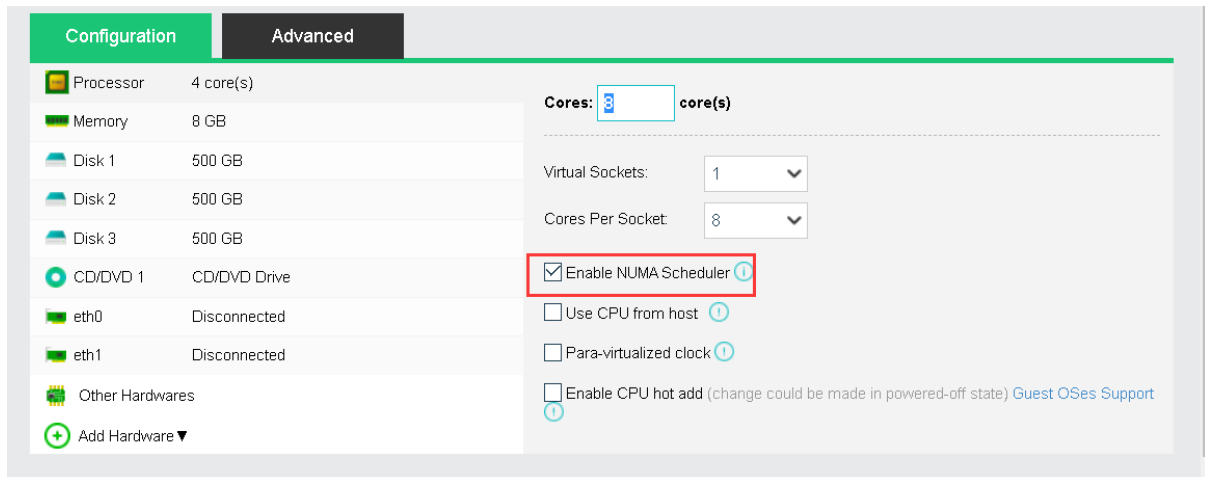 Configuration
Advanced
Processor 4 core(s)
Memory 8 GB
Disk 1 500 GB
Disk 2 500 GB
Disk 3 500 GB
CD/DVD 1 CD/DVD Drive
eth0 Disconnected
eth1 Disconnected
Other Hardwares
Add Hardware▼
Cores: 8 core(s)
Virtual Sockets: 1
Cores Per Socket: 8
Enable NUMA Scheduler
Use CPU from host
Para-virtualized clock
Enable CPU hot add (change could be made in powered-off state) Guest OSes Support